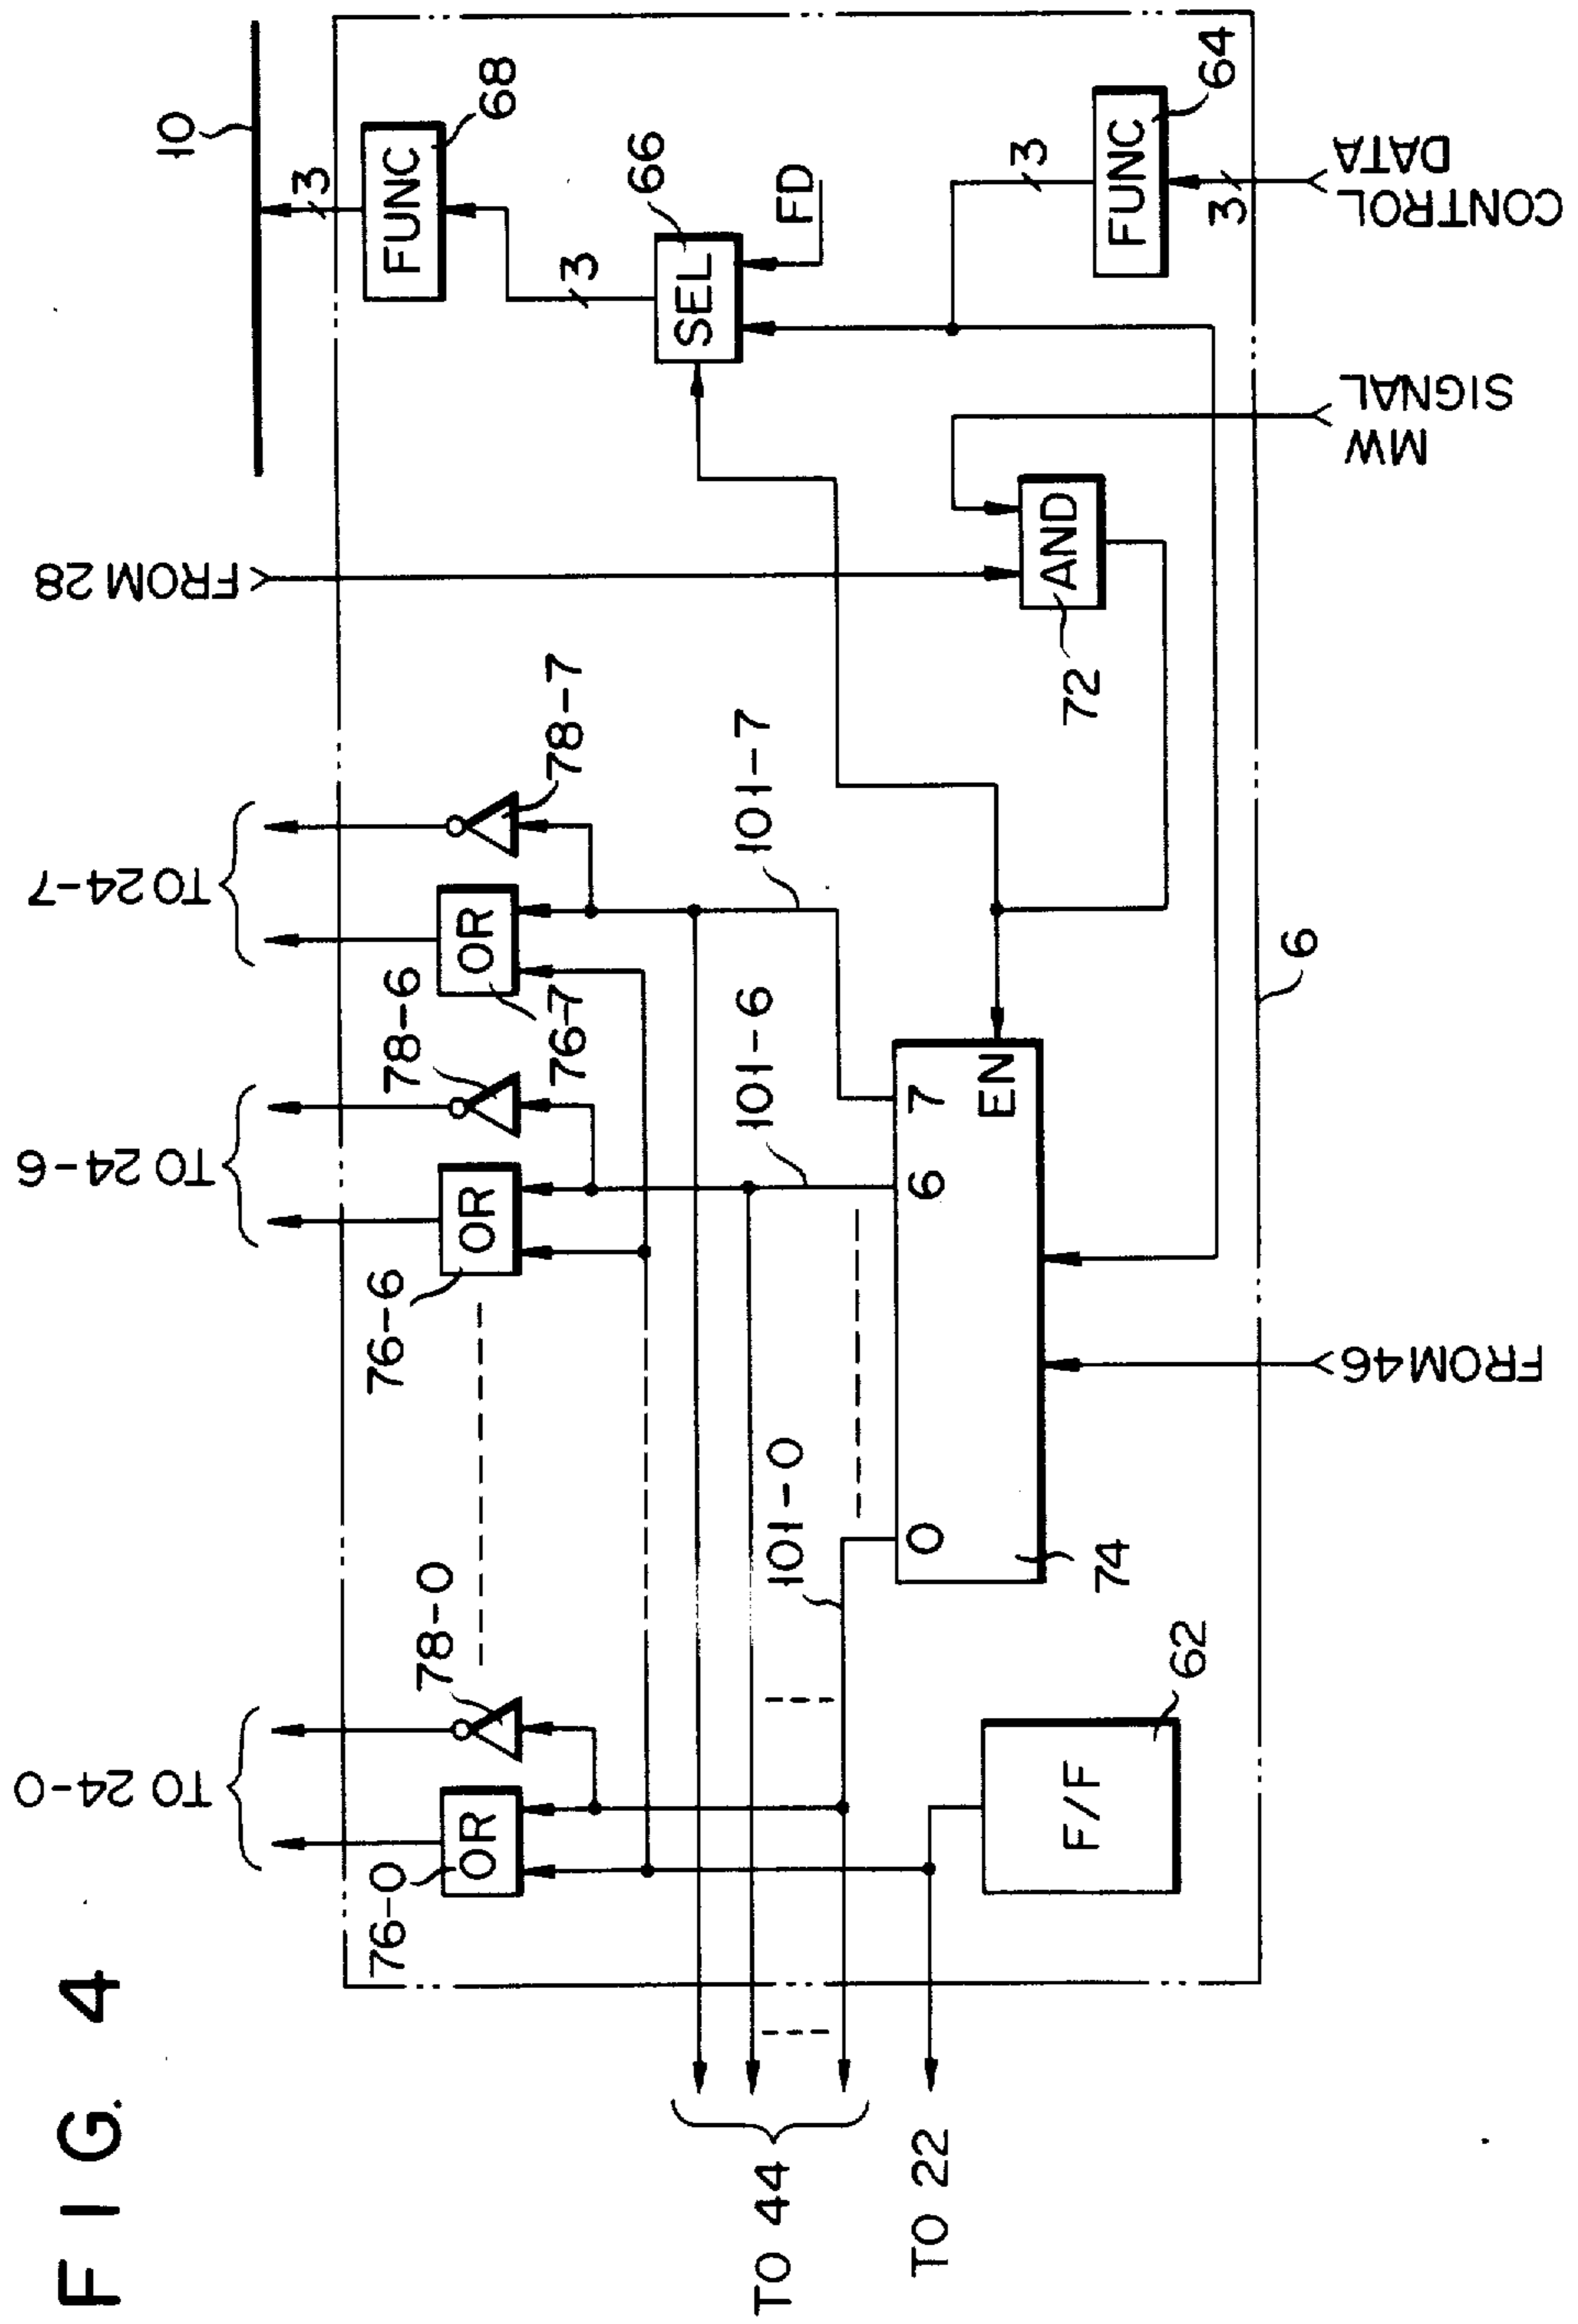 FIG. 4
10
3
FUNC
68
66
SEL
3
FD
3
FUNC
64
3
CONTROL
DATA
MW
SIGNAL
FROM 28
AND
72
TO 24-7
78-7
OR
76-7
101-7
TO 24-6
78-6
OR
76-6
101-6
TO 24-0
78-0
OR
76-0
101-0
0
6
7
EN
74
6
FROM 46
F/F
62
TO 44
TO 22